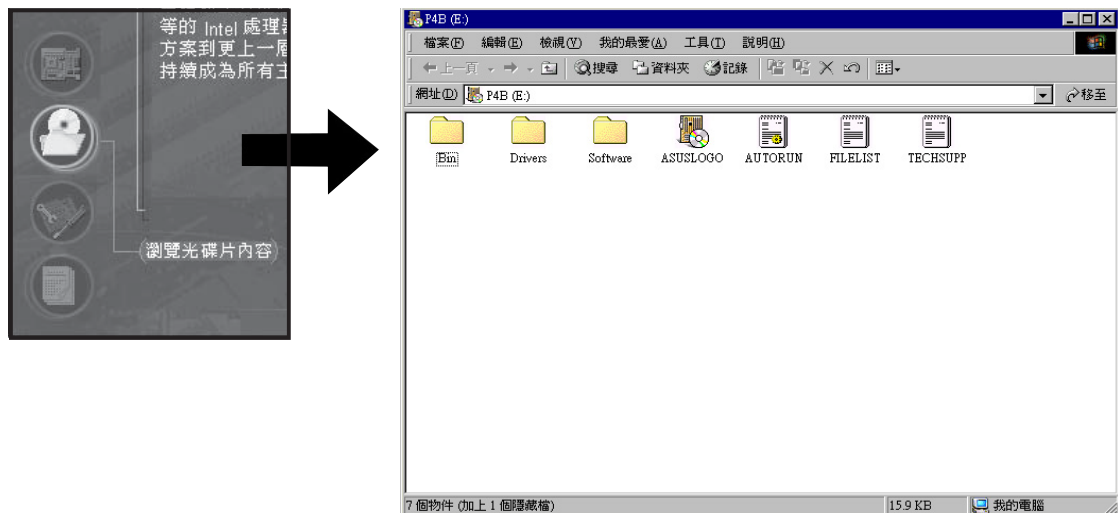 等的 Intel 處理
方案到更上一層
持續成為所有主
瀏覽光碟片內容
P4B (E:)
檔案(F) 編輯(E) 檢視(V) 我的最愛(A) 工具(T) 說明(H)
上一頁 搜尋 資料夾 記錄
網址(D) P4B (E:) 移至
Bin Drivers Software ASUSLOGO AUTORUN FILELIST TECHSUPP
7 個物件 (加上 1 個隱藏檔) 15.9 KB 我的電腦